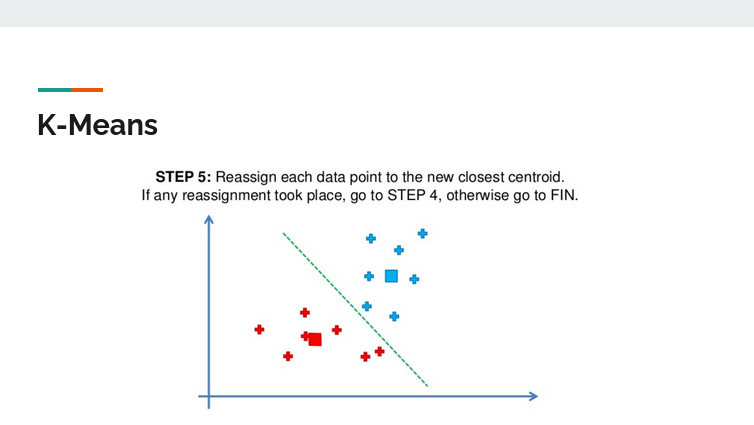 K-Means
STEP 5: Reassign each data point to the new closest centroid.
If any reassignment took place, go to STEP 4, otherwise go to FIN.